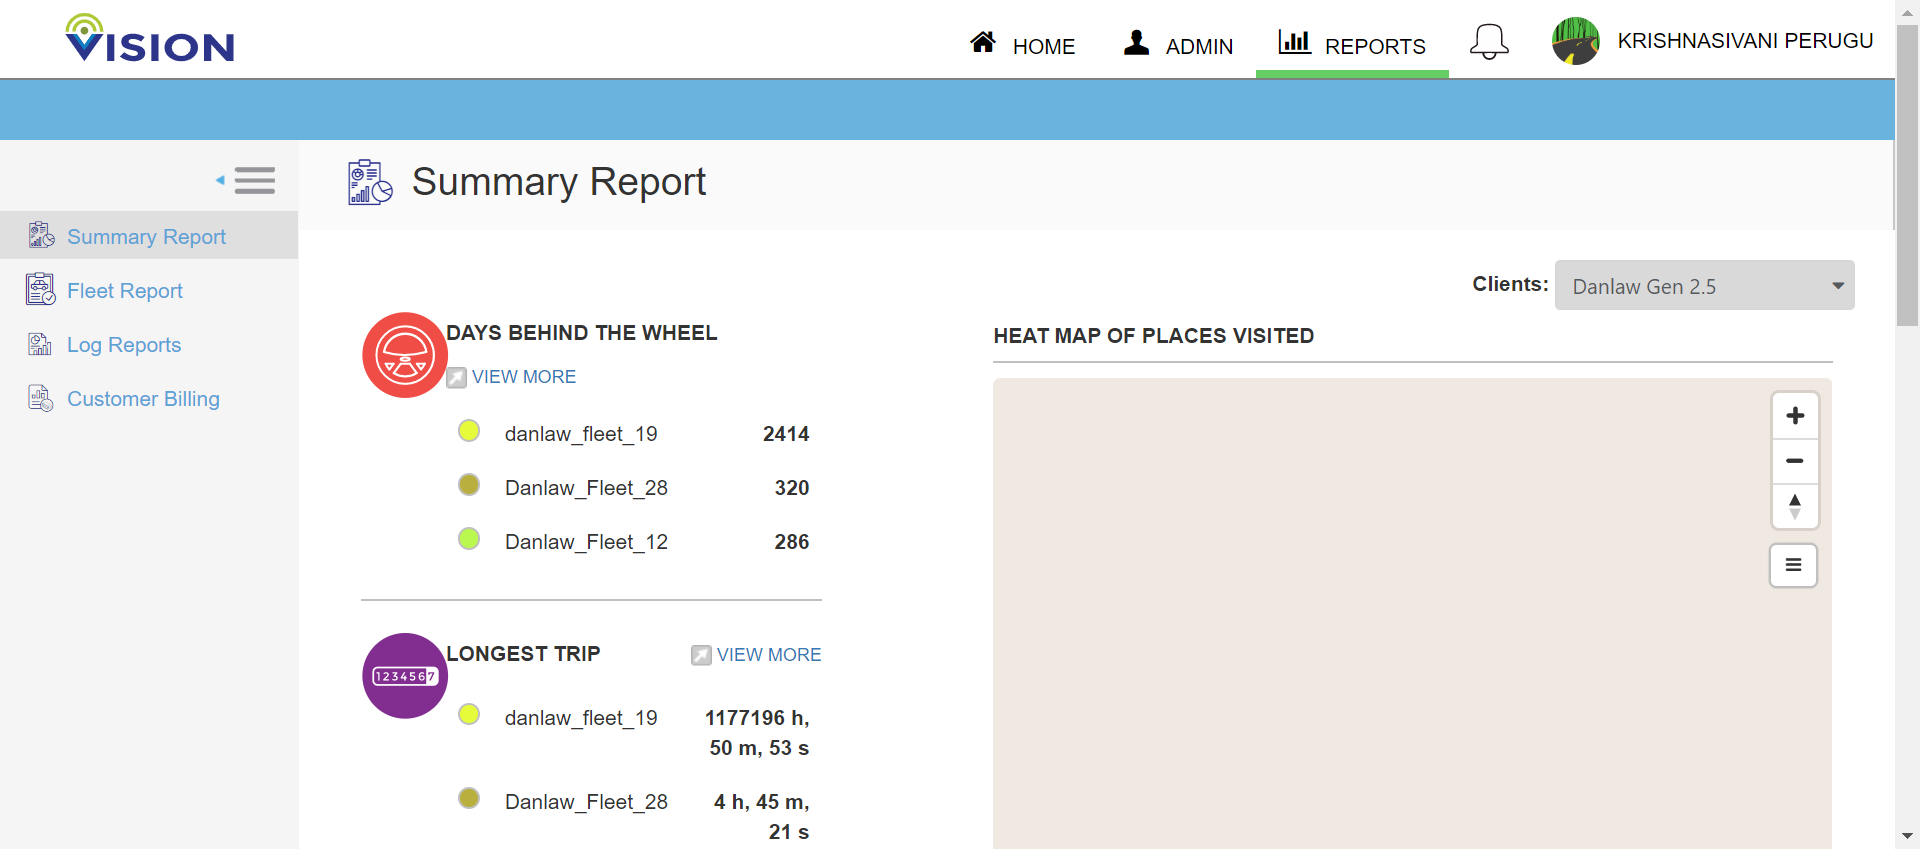 VISION
HOME
ADMIN
REPORTS
KRISHNASIVANI PERUGU
Summary Report
Fleet Report
Log Reports
Customer Billing
Summary Report
Clients: Danlaw Gen 2.5
DAYS BEHIND THE WHEEL
VIEW MORE
danlaw_fleet_19 2414
Danlaw_Fleet_28 320
Danlaw_Fleet_12 286
LONGEST TRIP VIEW MORE
1234567
danlaw_fleet_19 1177196 h,
50 m, 53 s
Danlaw_Fleet_28 4 h, 45 m,
21 s
HEAT MAP OF PLACES VISITED